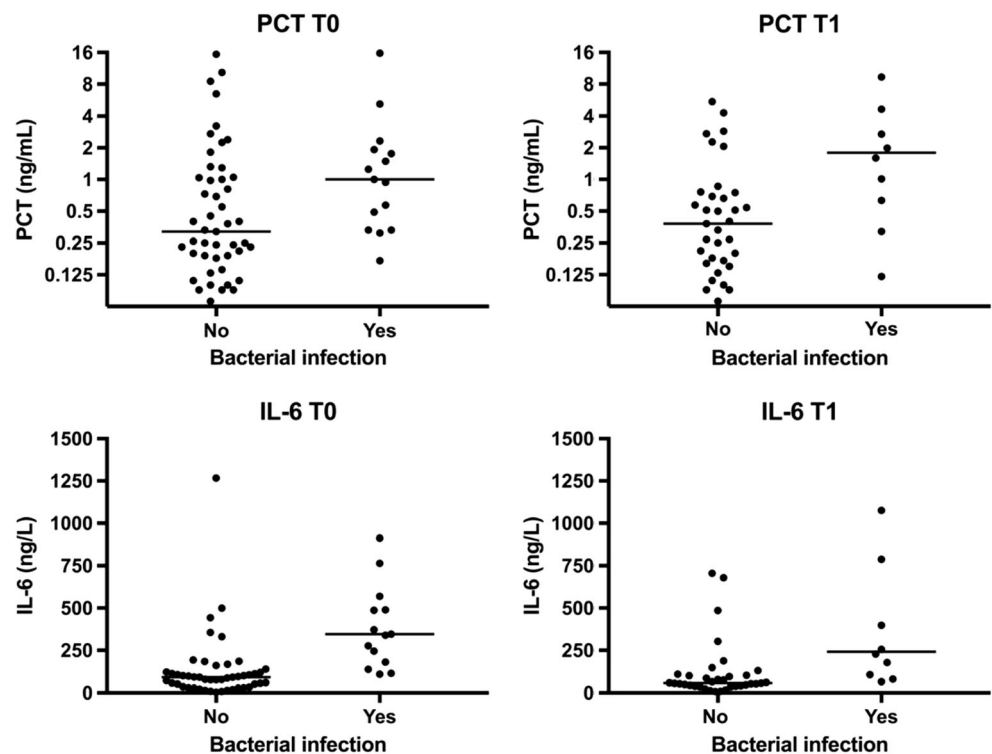 PCT T0
16
8
4
2
1
0.5
0.25
0.125
PCT (ng/mL)
No Yes
Bacterial infection
PCT T1
16
8
4
2
1
0.5
0.25
0.125
PCT (ng/mL)
No Yes
Bacterial infection
IL-6 T0
1500
1250
1000
750
500
250
0
IL-6 (ng/L)
No Yes
Bacterial infection
IL-6 T1
1500
1250
1000
750
500
250
0
IL-6 (ng/L)
No Yes
Bacterial infection